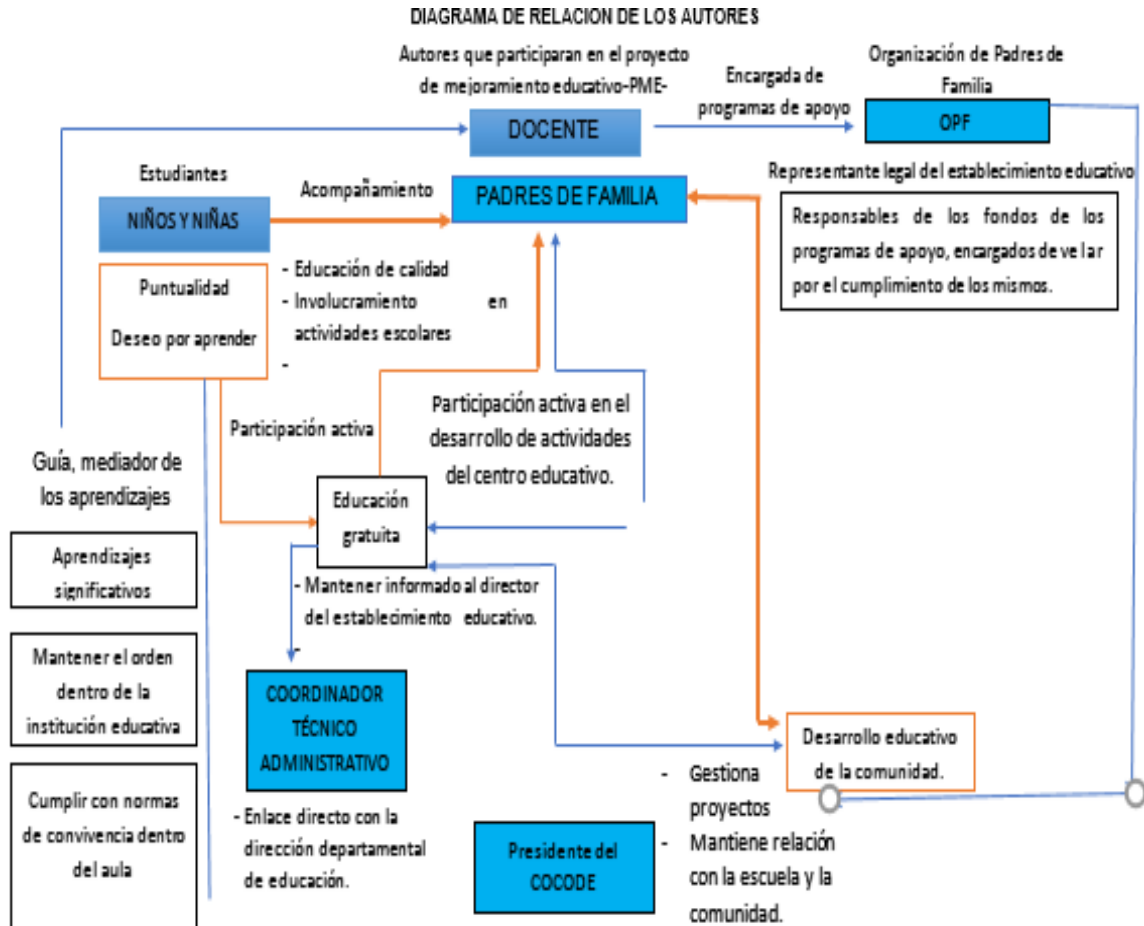 DIAGRAMA DE RELACION DE LOS AUTORES
Autores que participaran en el proyecto
de mejoramiento educativo-PME-
DOCENTE
Encargada de
programas de apoyo
Organización de Padres de
Familia
OPF
Representante legal del establecimiento educativo
Responsables de los fondos de los
programas de apoyo, encargados de velar
por el cumplimiento de los mismos.
Estudiantes
NIÑOS Y NIÑAS
Acompañamiento
PADRES DE FAMILIA
Puntualidad
Deseo por aprender
- Educación de calidad
- Involucramiento en
actividades escolares
-
Participación activa
Participación activa en el
desarrollo de actividades
del centro educativo.
Guía, mediador de
los aprendizajes
Educación
gratuita
Aprendizajes
significativos
- Mantener informado al director
del establecimiento educativo.
-
Mantener el orden
dentro de la
institución educativa
COORDINADOR
TÉCNICO
ADMINISTRATIVO
Desarrollo educativo
de la comunidad.
Cumplir con normas
de convivencia dentro
del aula
- Enlace directo con la
dirección departamental
de educación.
Presidente del
COCODE
- Gestiona
proyectos
- Mantiene relación
con la escuela y la
comunidad.